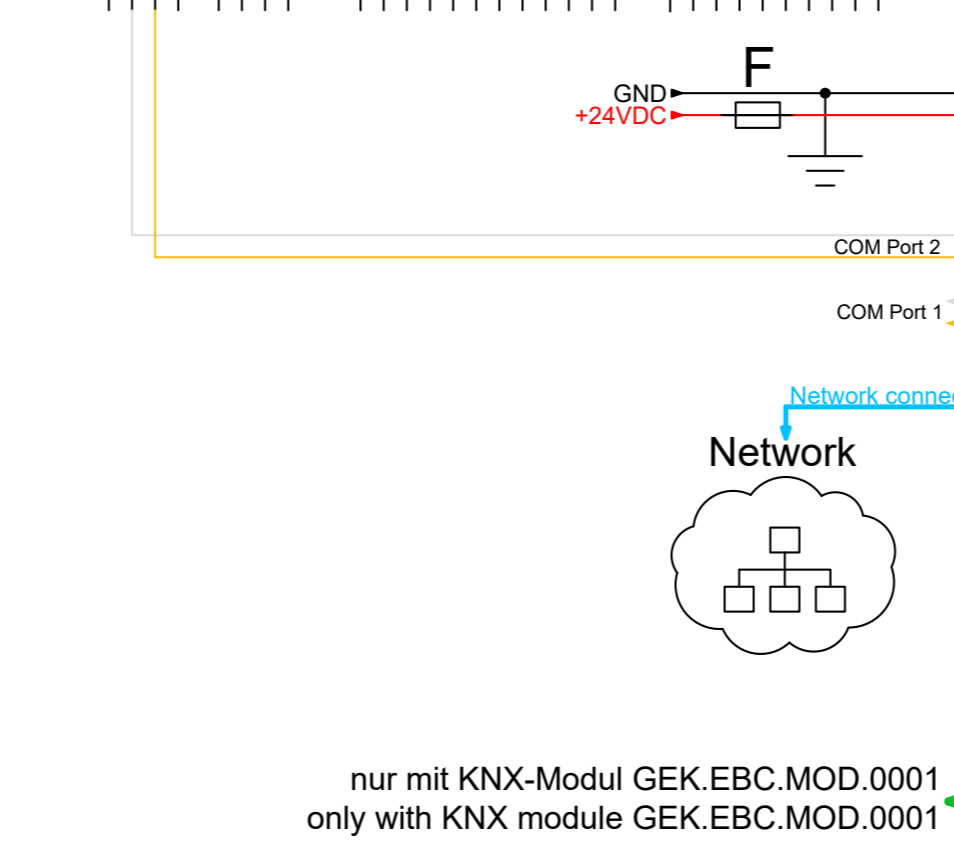 F
GND
+24VDC
COM Port 2
COM Port 1
Network
Network
nur mit KNX-Modul GEK.EBC.MOD.0001
only with KNX module GEK.EBC.MOD.0001